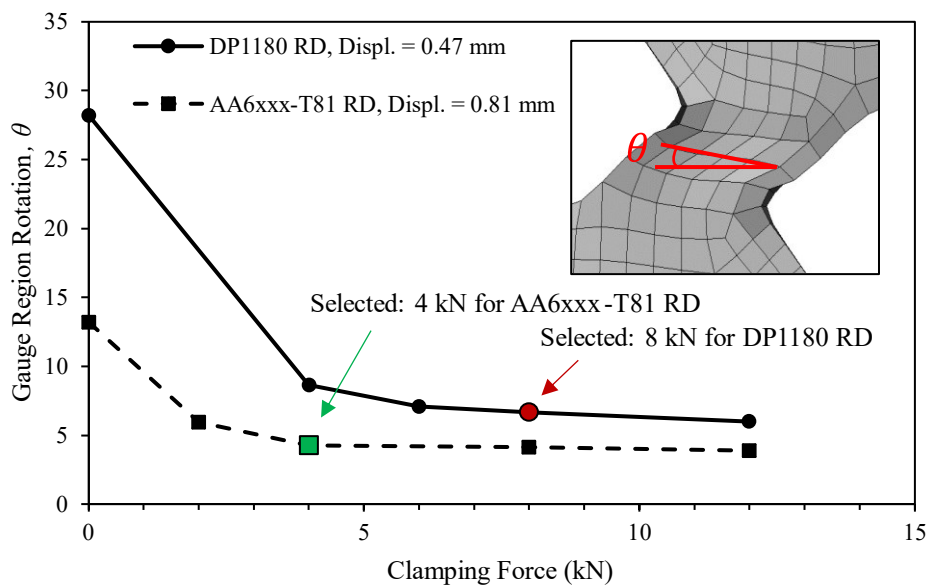 DP1180 RD, Displ. = 0.47 mm
AA6xxx-T81 RD, Displ. = 0.81 mm
θ
Selected: 4 kN for AA6xxx-T81 RD
Selected: 8 kN for DP1180 RD
Gauge Region Rotation, θ
35
30
25
20
15
10
5
0
0
5
10
15
Clamping Force (kN)